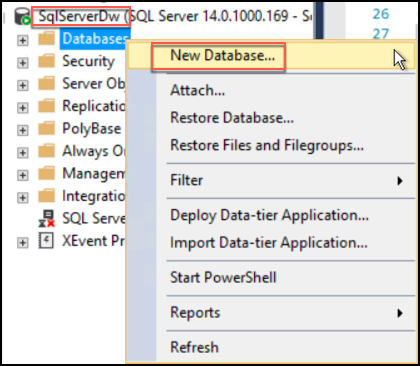 SqlServerDw (SQL Server 14.0.1000.169 - S
Databases
Security
Server Ob
Replicatio
PolyBase
Always O
Managem
Integratio
SQL Serve
XEvent Pr
New Database...
Attach...
Restore Database...
Restore Files and Filegroups...
Filter
Deploy Data-tier Application...
Import Data-tier Application...
Start PowerShell
Reports
Refresh
26
27